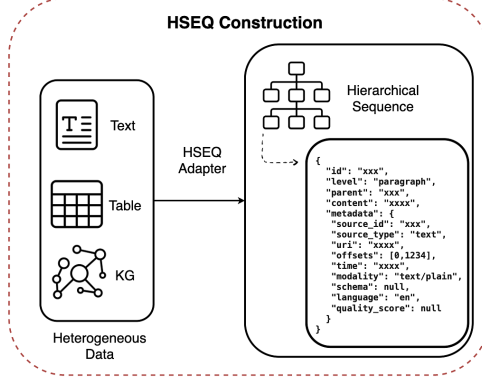 HSEQ Construction
Text
Table
KG
Heterogeneous
Data
HSEQ
Adapter
Hierarchical
Sequence
{
"id": "xxx",
"level": "paragraph",
"parent": "xxx",
"content": "xxxx",
"metadata": {
"source_id": "xxx",
"source_type": "text",
"uri": "xxxx",
"offsets": [0,1234],
"time": "xxxx",
"modality": "text/plain",
"schema": null,
"language": "en",
"quality_score": null
}
}